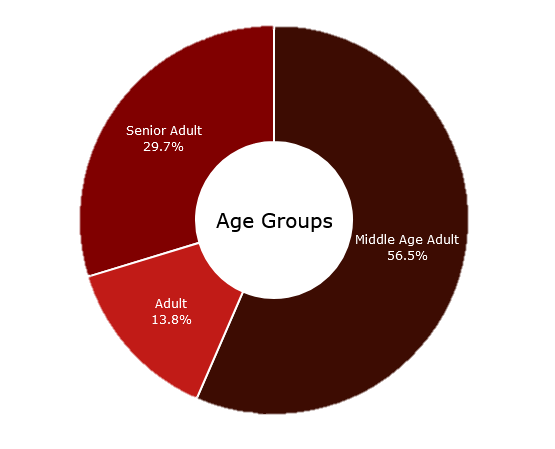 Senior Adult
29.7%
Age Groups
Middle Age Adult
56.5%
Adult
13.8%